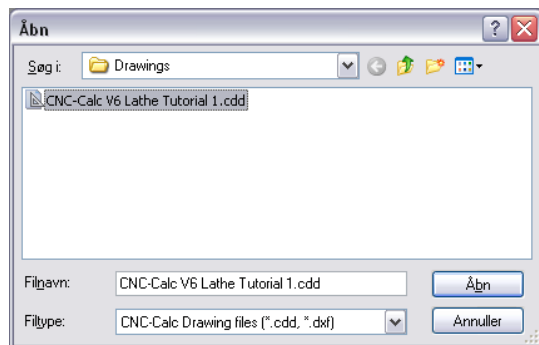 Åbn
Søg i: Drawings
CNC-Calc V6 Lathe Tutorial 1.cdd
Filnavn: CNC-Calc V6 Lathe Tutorial 1.cdd Åbn
Filtype: CNC-Calc Drawing files (*.cdd, *.dxf) Annuller